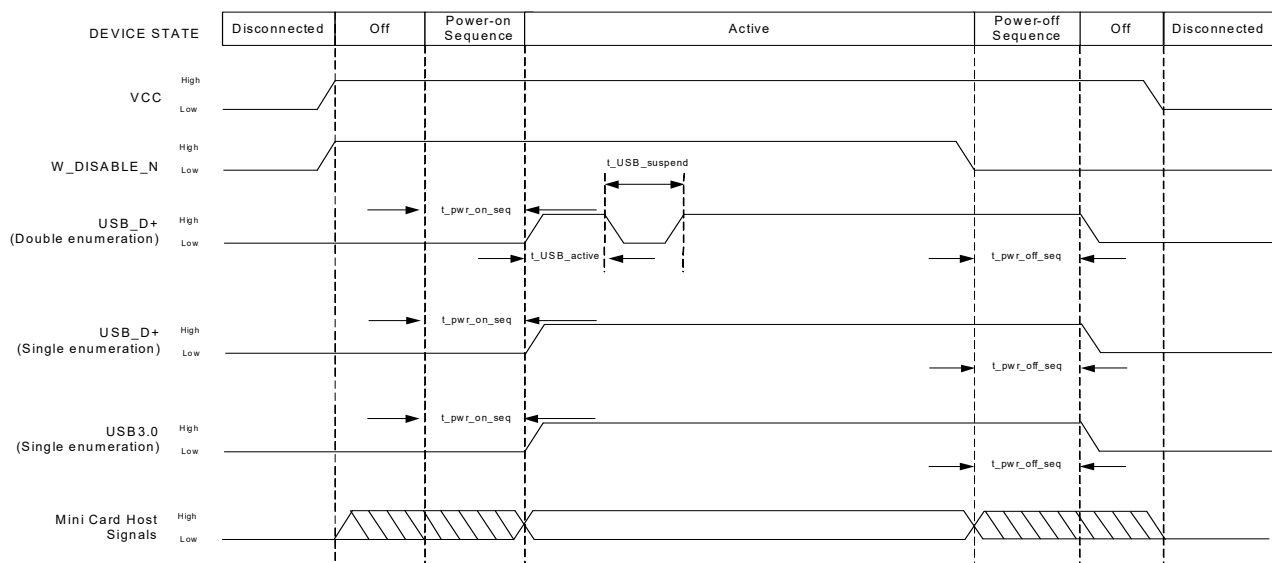 DEVICE STATE
Disconnected
Off
Power-on
Sequence
Active
Power-off
Sequence
Off
Disconnected
VCC
High
Low
W_DISABLE_N
High
Low
t_USB_suspend
USB_D+
(Double enumeration)
High
Low
t_pwr_on_seq
t_USB_active
t_pwr_off_seq
USB_D+
(Single enumeration)
High
Low
t_pwr_on_seq
t_pwr_off_seq
USB3.0
(Single enumeration)
High
Low
t_pwr_on_seq
t_pwr_off_seq
Mini Card Host
Signals
High
Low